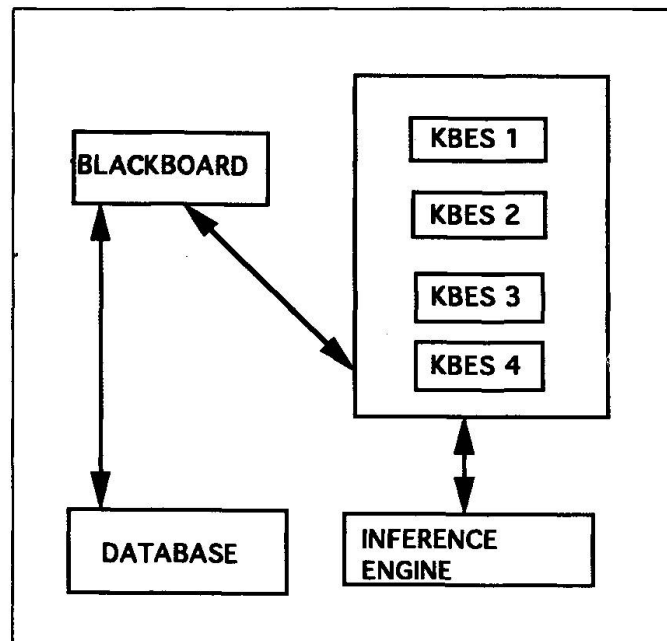 BLACKBOARD
KBES 1
KBES 2
KBES 3
KBES 4
DATABASE
INFERENCE
ENGINE